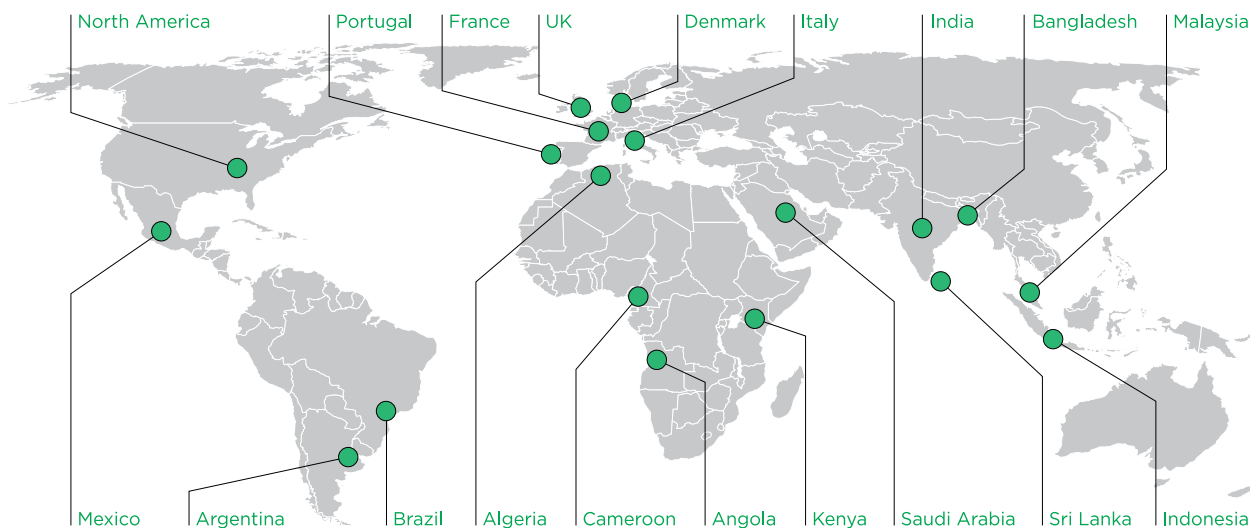 North America
Portugal
France
UK
Denmark
Italy
India
Bangladesh
Malaysia
Mexico
Argentina
Brazil
Algeria
Cameroon
Angola
Kenya
Saudi Arabia
Sri Lanka
Indonesia